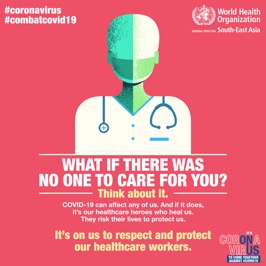 #coronavirus
#combatcovid19
World Health
Organization
South-East Asia
WHAT IF THERE WAS
NO ONE TO CARE FOR YOU?
Think about it.
COVID-19 can affect any of us. And if it does,
it's our healthcare heroes who heal us.
They risk their lives to protect us.
It's on us to respect and protect
our healthcare workers.
CORONA
VIRUS